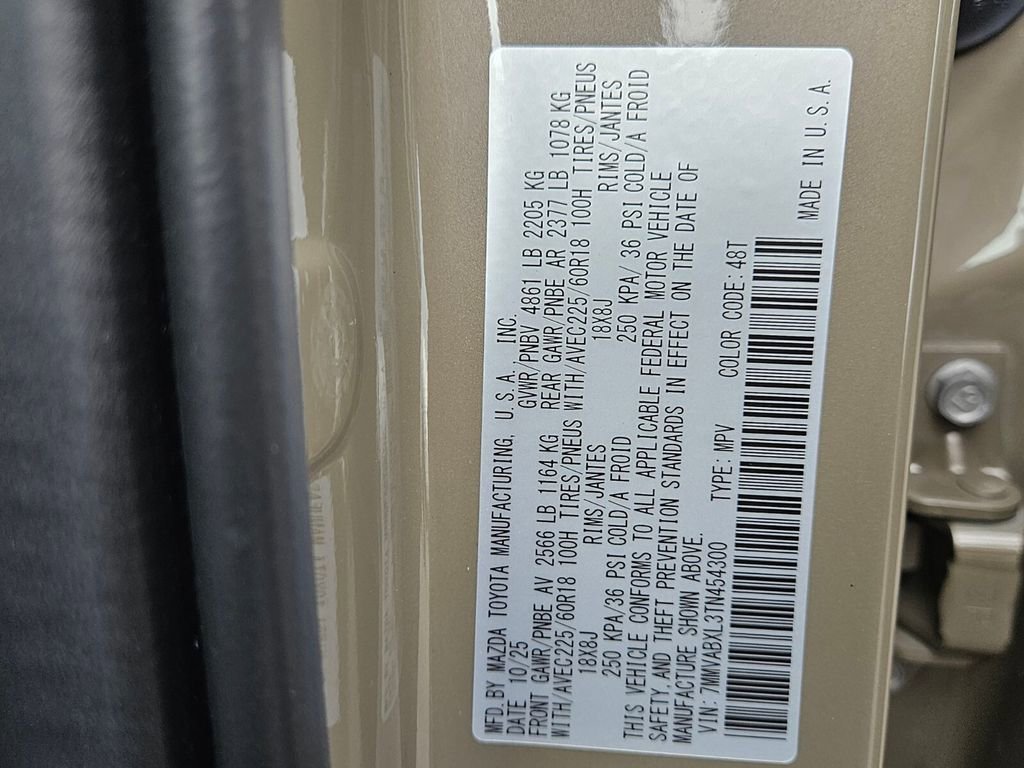 MFD.BY MAZDA TOYOTA MANUFACTURING, U.S.A., INC.
DATE 10/25 GVWR/PNBV 4861 LB 2205 KG
FRONT GAWR/PNBE AV 2566 LB 1164 KG REAR GAWR PNBE AR 2377 LB 1078 KG
WITH/AVEC225/60R18 100H TIRES/PNEUS WITH/AVEC225/60R18 100H TIRES/PNEUS
18X8J RIMS/JANTES 18X8J RIMS/JANTES
250 KPA/36 PSI COLD/A FROID 250 KPA/ 36 PSI COLD/A FROID
THIS VEHICLE CONFORMS TO ALL APPLICABLE FEDERAL MOTOR VEHICLE
SAFETY AND THEFT PREVENTION STANDARDS IN EFFECT ON THE DATE OF
MANUFACTURE SHOWN ABOVE.
VIN: 7MMVABXL3TN454300 TYPE: MPV COLOR CODE: 48T
MADE IN U.S.A.